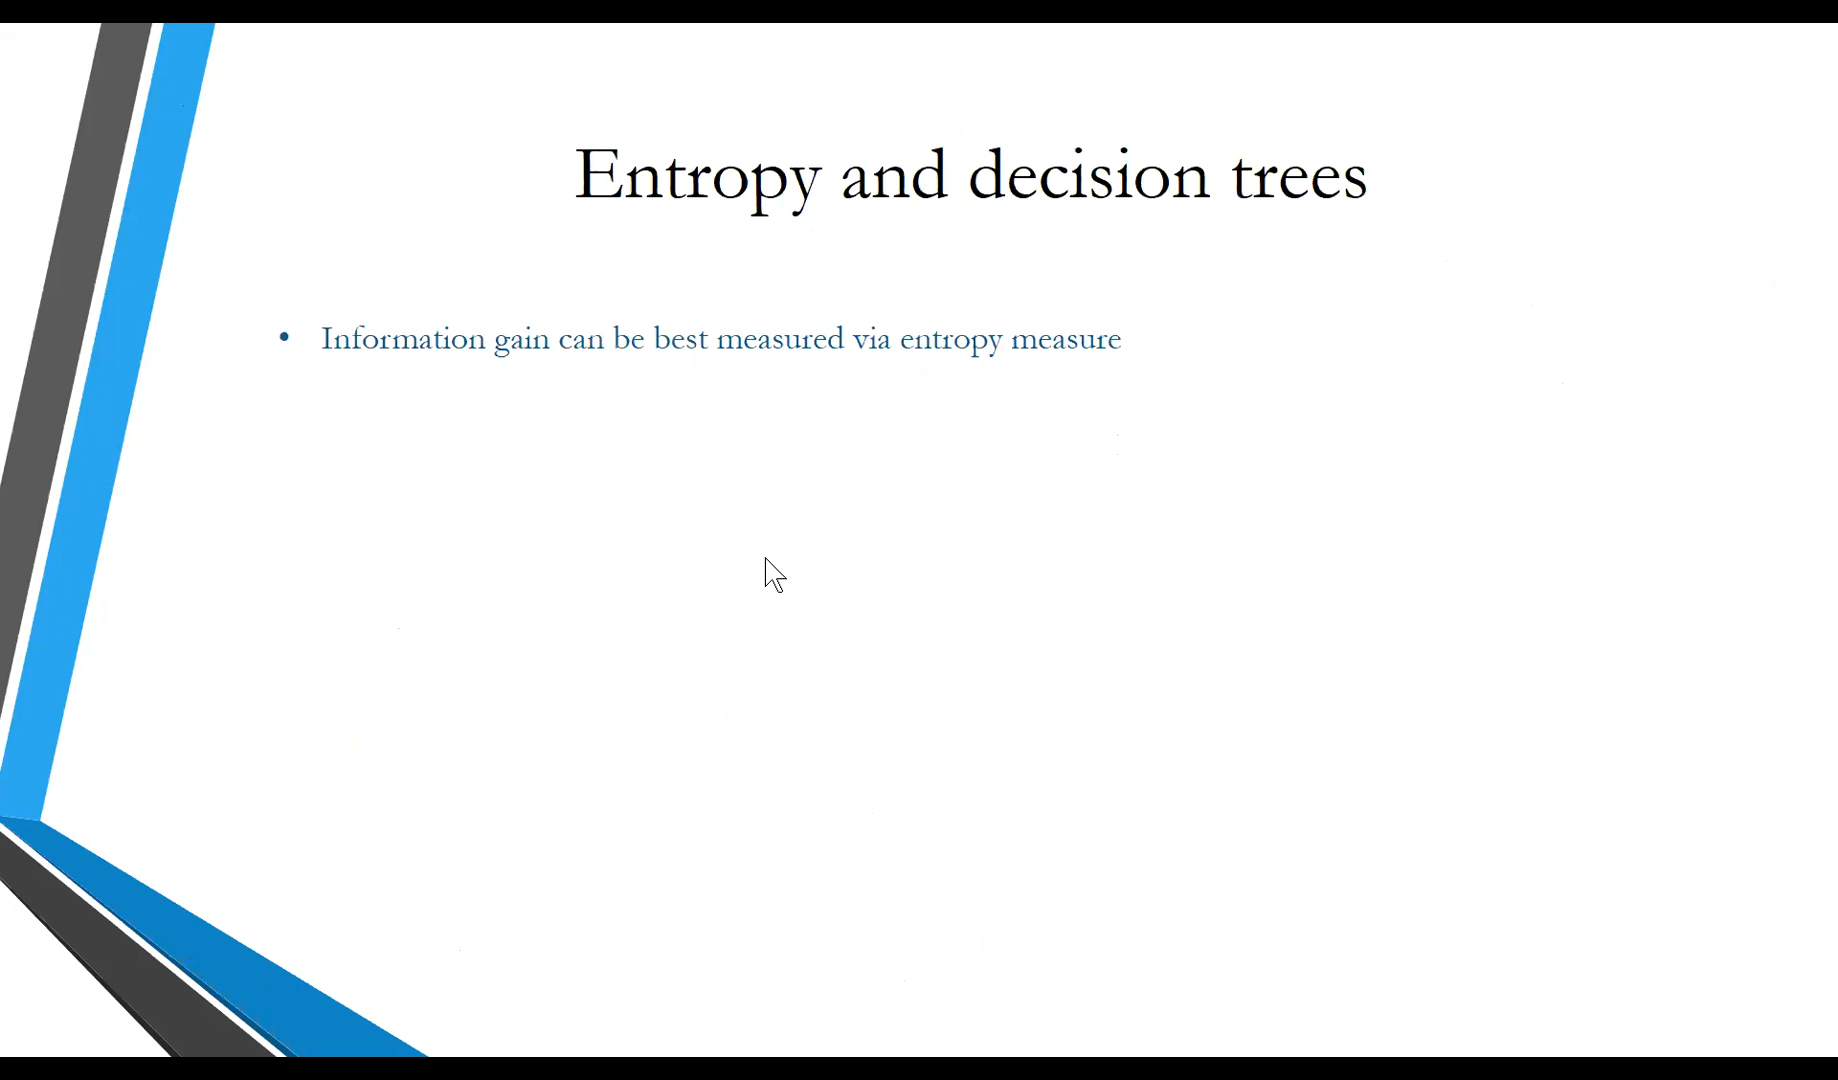 Entropy and decision trees
• Information gain can be best measured via entropy measure